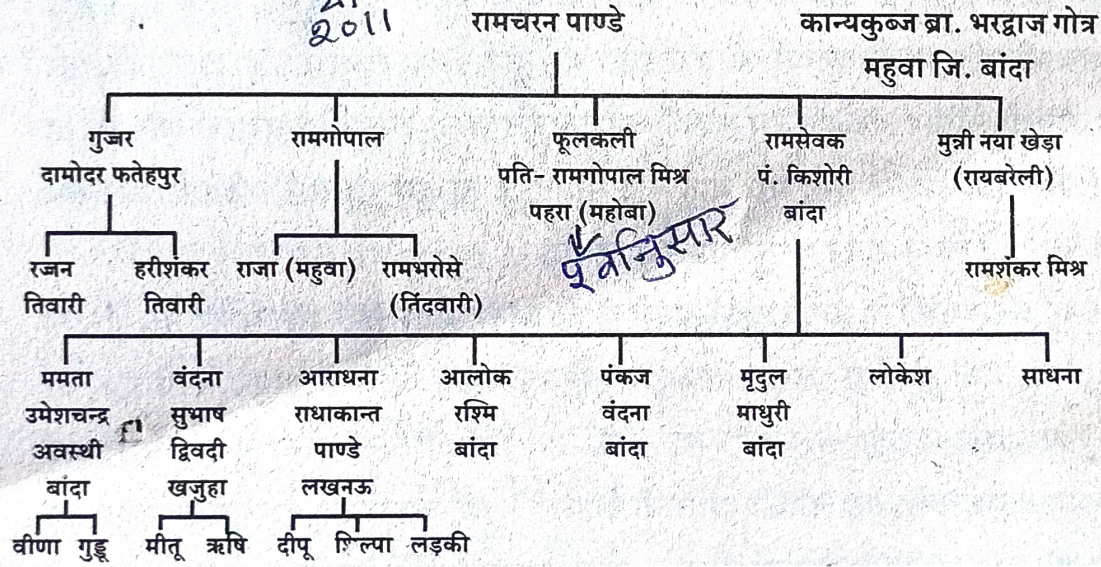 2011
रामचरन पाण्डे
कान्यकुब्ज ब्रा. भरद्वाज गोत्र
महुवा जि. बांदा
गुज्जर रामगोपाल फूलकली रामसेवक मुन्नी नया खेड़ा
दामोदर फतेहपुर पति- रामगोपाल मिश्र पं. किशोरी (रायबरेली)
पहरा (महोबा) बांदा
पूर्वानुसार
रज्जन हरीशंकर राजा (महुवा) रामभरोसे रामशंकर मिश्र
तिवारी तिवारी (तिंदवारी)
ममता वंदना आराधना आलोक पंकज मृदुल लोकेश साधना
उमेशचन्द्र सुभाष राधाकान्त रश्मि वंदना माधुरी
अवस्थी द्विवदी पाण्डे बांदा बांदा बांदा
बांदा खजुहा लखनऊ
वीणा गुड्डू मीतू ऋषि दीपू शिल्पा लड़की